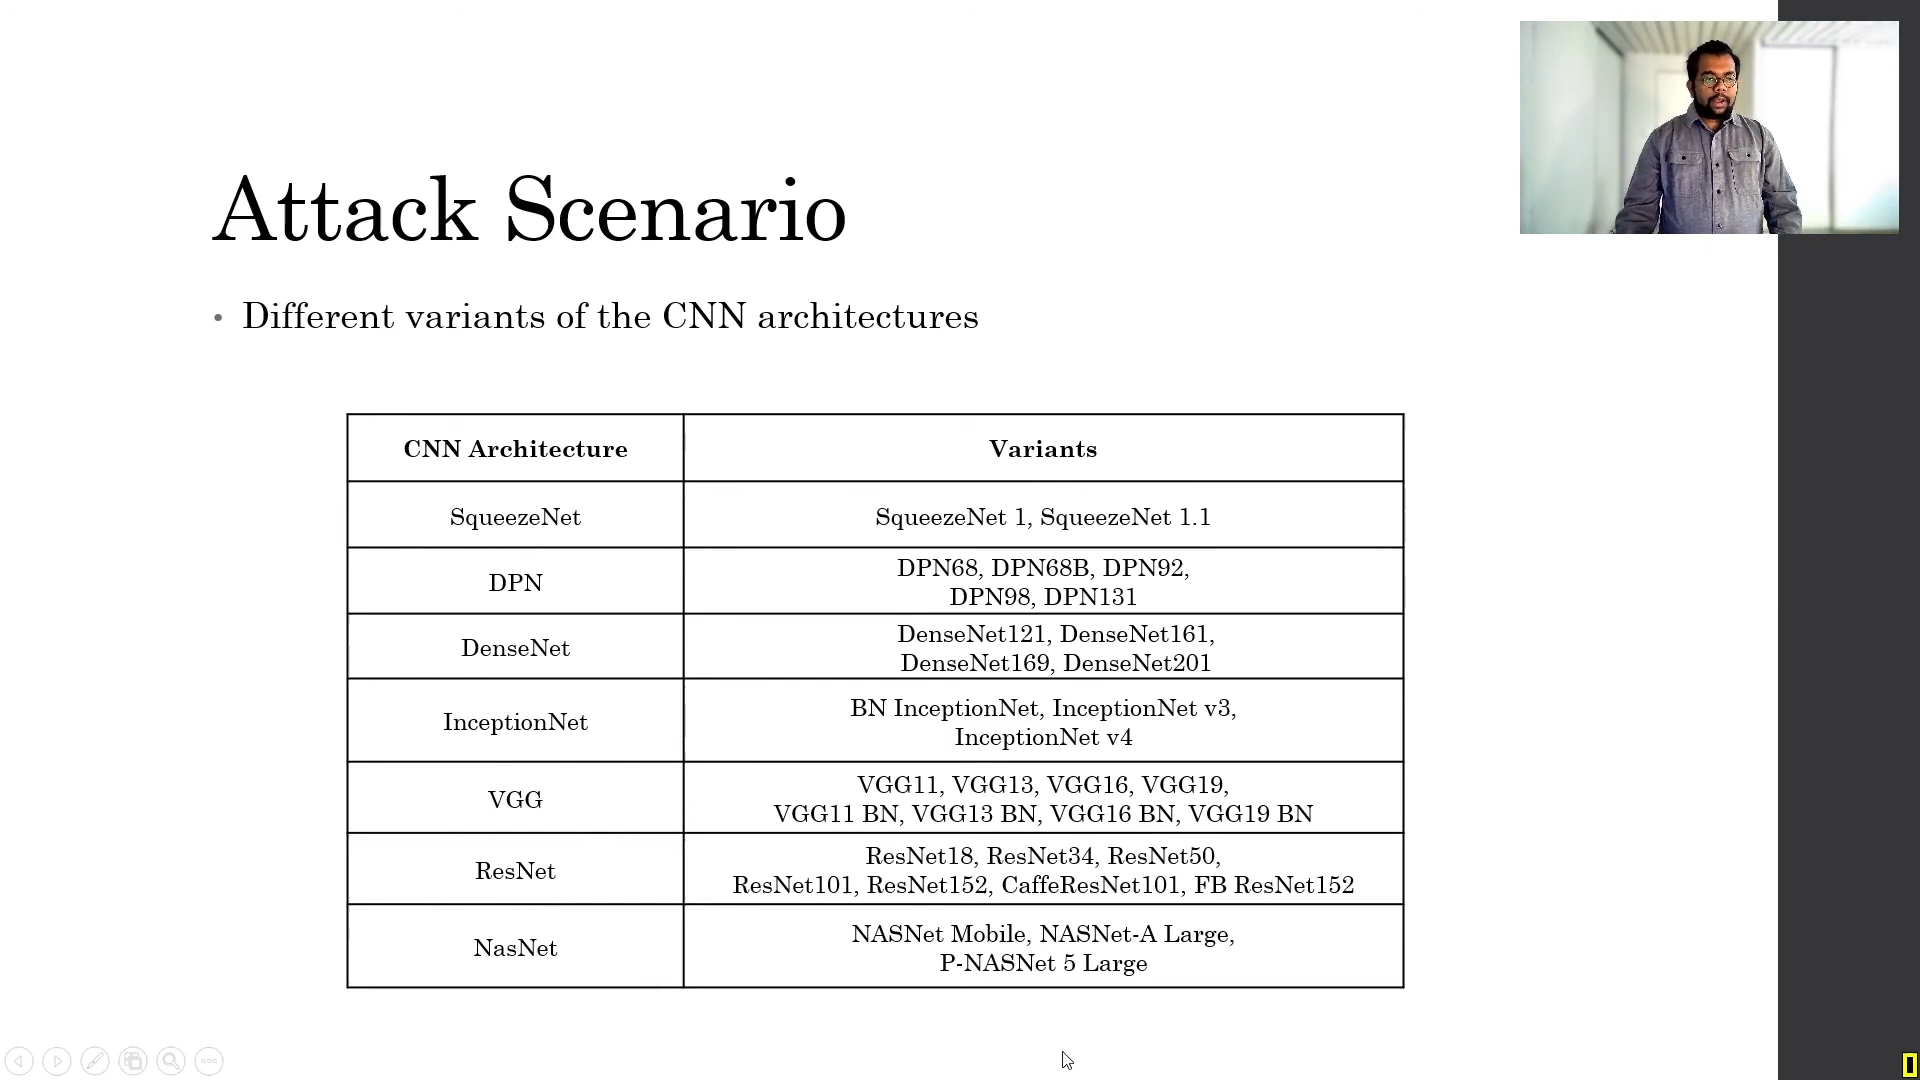 Attack Scenario
• Different variants of the CNN architectures
CNN Architecture
Variants
SqueezeNet
SqueezeNet 1, SqueezeNet 1.1
DPN
DPN68, DPN68B, DPN92,
DPN98, DPN131
DenseNet
DenseNet121, DenseNet161,
DenseNet169, DenseNet201
InceptionNet
BN InceptionNet, InceptionNet v3,
InceptionNet v4
VGG
VGG11, VGG13, VGG16, VGG19,
VGG11 BN, VGG13 BN, VGG16 BN, VGG19 BN
ResNet
ResNet18, ResNet34, ResNet50,
ResNet101, ResNet152, CaffeResNet101, FB ResNet152
NasNet
NASNet Mobile, NASNet-A Large,
P-NASNet 5 Large